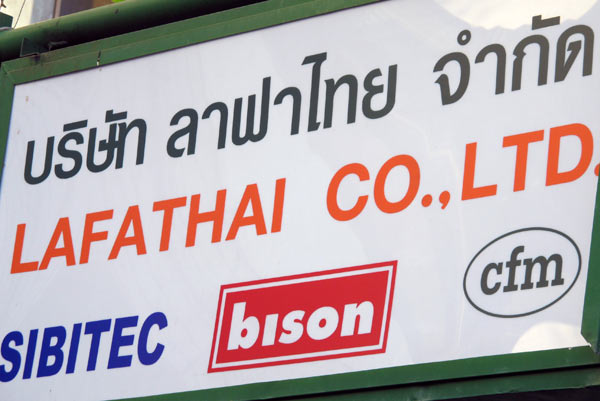 บริษัท ลาฟาไทย จำกัด
LAFATHAI CO.,LTD.
SIBITEC bison cfm